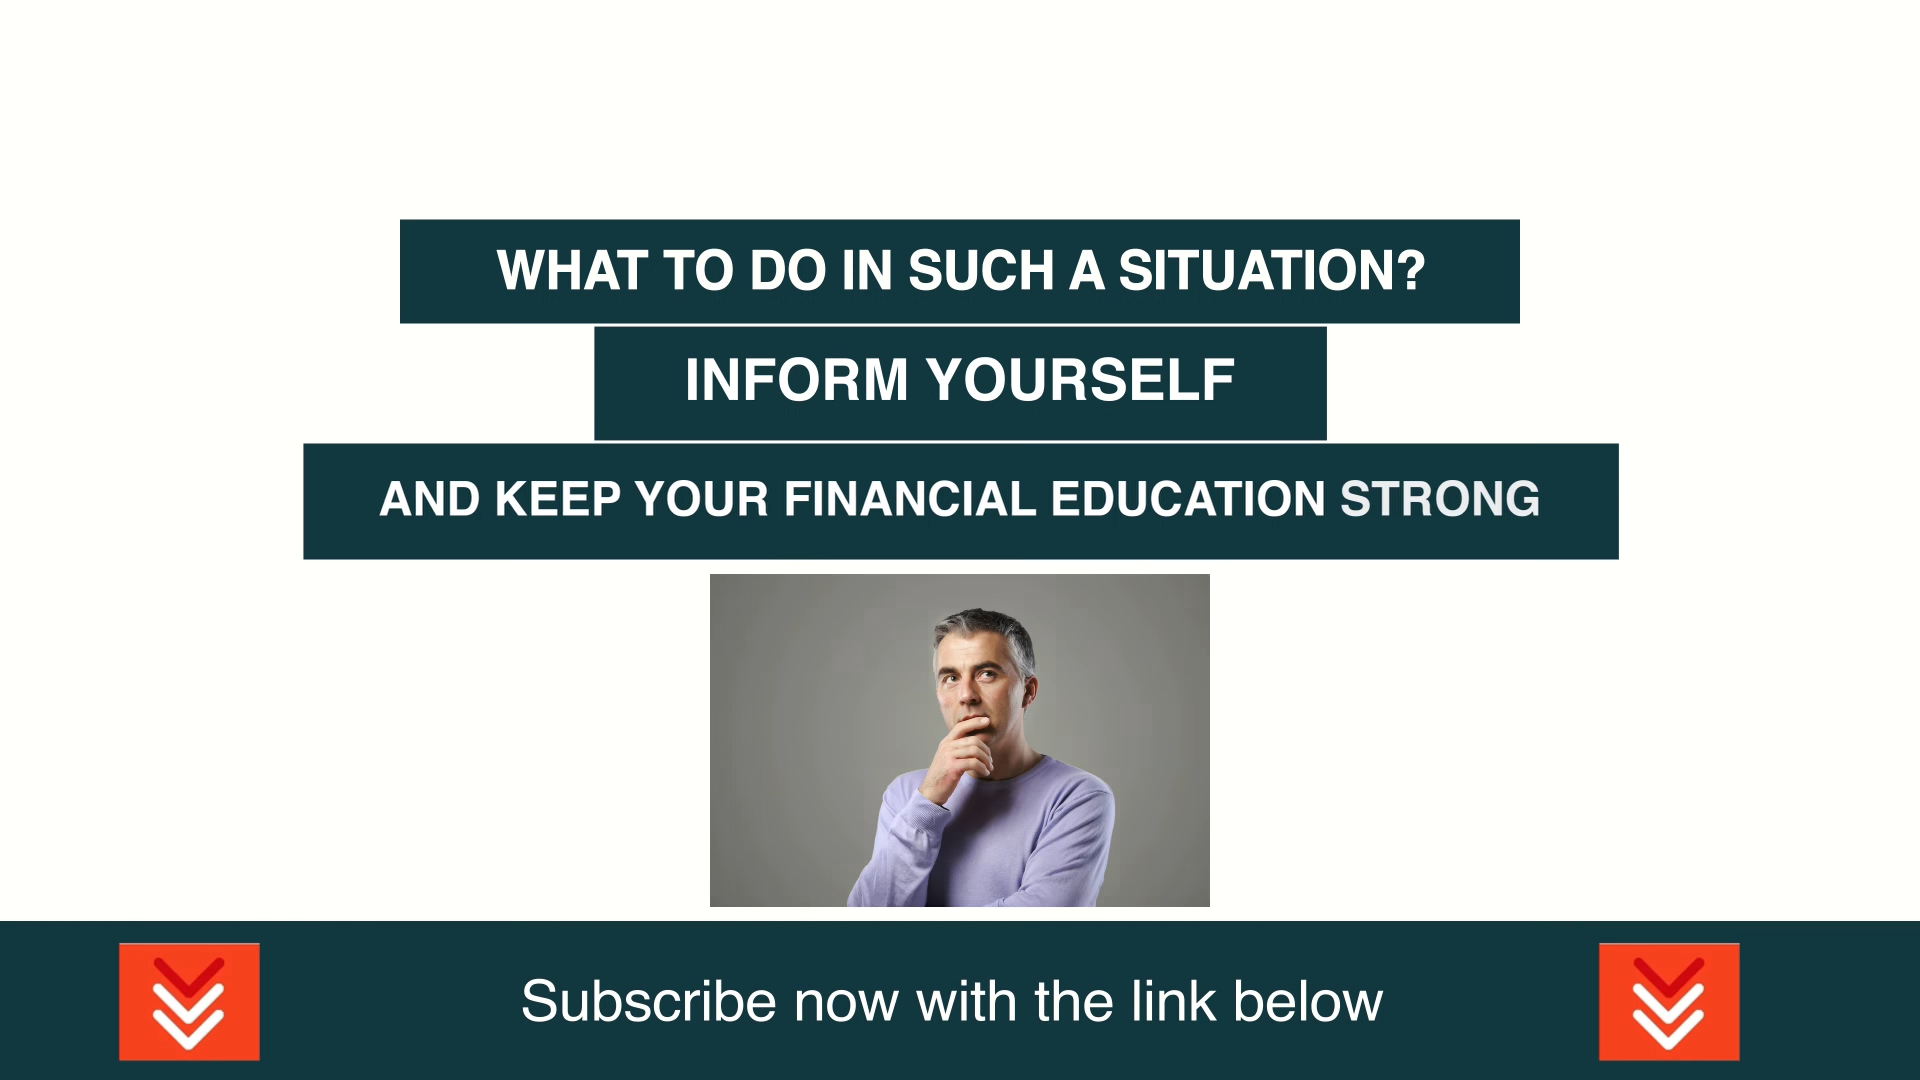 WHAT TO DO IN SUCH A SITUATION?
INFORM YOURSELF
AND KEEP YOUR FINANCIAL EDUCATION STRONG
Subscribe now with the link below